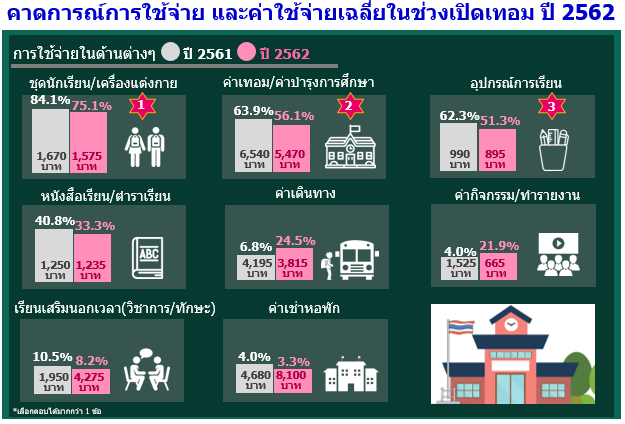 คาดการณ์การใช้จ่าย และค่าใช้จ่ายเฉลี่ยในช่วงเปิดเทอม ปี 2562
การใช้จ่ายในด้านต่างๆ ปี 2561 ปี 2562
ชุดนักเรียน/เครื่องแต่งกาย
84.1% 75.1% 1
1,670 บาท 1,575 บาท
ค่าเทอม/ค่าบำรุงการศึกษา
63.9% 56.1% 2
6,540 บาท 5,470 บาท
อุปกรณ์การเรียน
62.3% 51.3% 3
990 บาท 895 บาท
หนังสือเรียน/ตำราเรียน
40.8% 33.3%
1,250 บาท 1,235 บาท
ABC
ค่าเดินทาง
6.8% 24.5%
4,195 บาท 3,815 บาท
ค่ากิจกรรม/ทำรายงาน
4.0% 21.9%
1,525 บาท 665 บาท
เรียนเสริมนอกเวลา(วิชาการ/ทักษะ)
10.5% 8.2%
1,950 บาท 4,275 บาท
ค่าเช่าหอพัก
4.0% 3.3%
4,680 บาท 8,100 บาท
*เลือกตอบได้มากกว่า 1 ข้อ